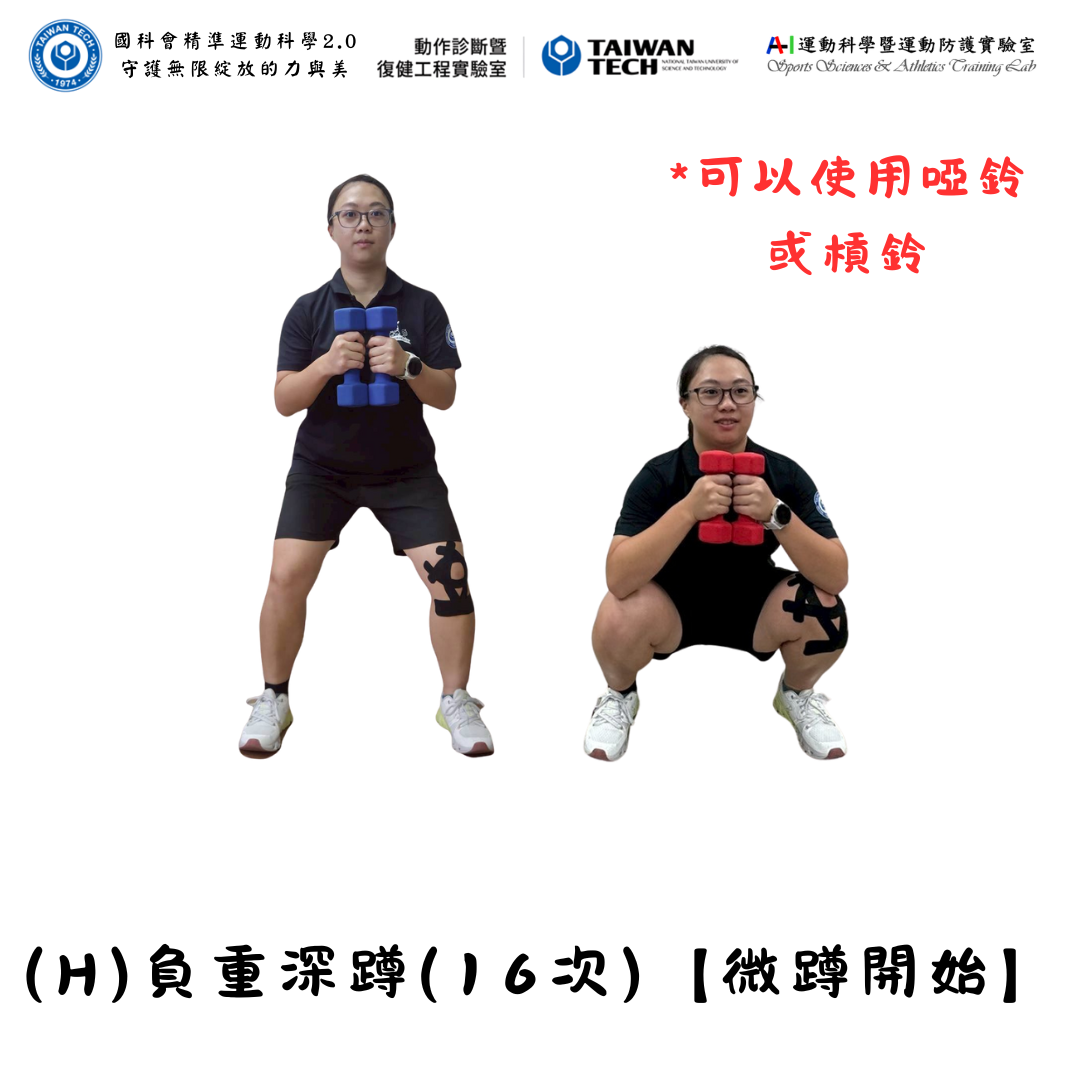 TAIWAN TECH
1974
國科會精準運動科學2.0
守護無限綻放的力與美
動作診斷暨
復健工程實驗室
TAIWAN
TECH
NATIONAL TAIWAN UNIVERSITY OF
SCIENCE AND TECHNOLOGY
運動科學暨運動防護實驗室
Sports Sciences & Athletics Training Lab
*可以使用啞鈴
或槓鈴
(H)負重深蹲(16次)【微蹲開始】